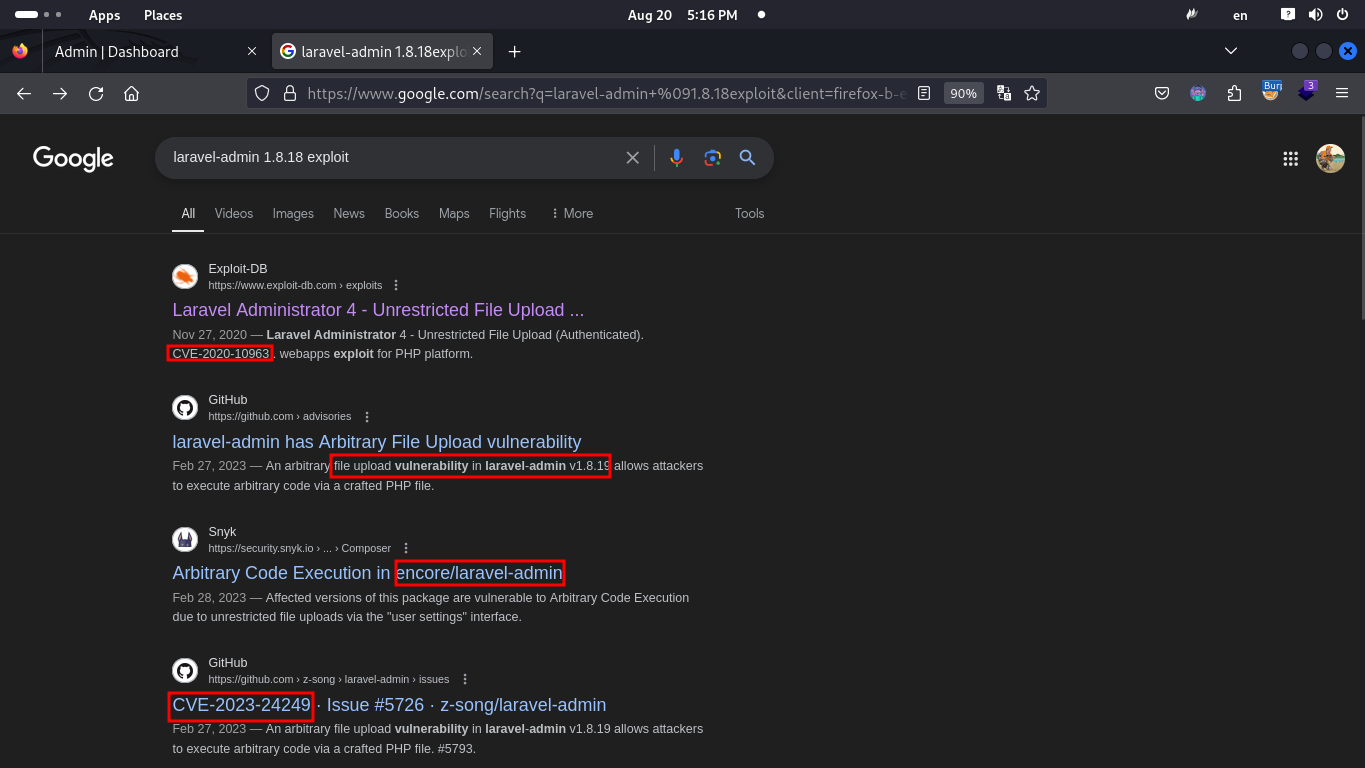 Apps Places Aug 20 5:16 PM en
Admin | Dashboard laravel-admin 1.8.18explo
https://www.google.com/search?q=laravel-admin+%091.8.18exploit&client=firefox-b-e 90% Bur 3
Google laravel-admin 1.8.18 exploit
All Videos Images News Books Maps Flights More Tools
Exploit-DB
https://www.exploit-db.com › exploits
Laravel Administrator 4 - Unrestricted File Upload ...
Nov 27, 2020 — Laravel Administrator 4 - Unrestricted File Upload (Authenticated).
CVE-2020-10963. webapps exploit for PHP platform.
GitHub
https://github.com › advisories
laravel-admin has Arbitrary File Upload vulnerability
Feb 27, 2023 — An arbitrary file upload vulnerability in laravel-admin v1.8.19 allows attackers
to execute arbitrary code via a crafted PHP file.
Snyk
https://security.snyk.io › ... › Composer
Arbitrary Code Execution in encore/laravel-admin
Feb 28, 2023 — Affected versions of this package are vulnerable to Arbitrary Code Execution
due to unrestricted file uploads via the "user settings" interface.
GitHub
https://github.com › z-song › laravel-admin › issues
CVE-2023-24249 · Issue #5726 · z-song/laravel-admin
Feb 27, 2023 — An arbitrary file upload vulnerability in laravel-admin v1.8.19 allows attackers
to execute arbitrary code via a crafted PHP file. #5793.